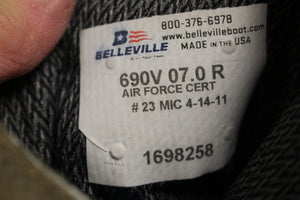 800-376-6978
BELLEVILLE
www.bellevilleboot.com
MADE IN THE USA
690V 07.0 R
AIR FORCE CERT
# 23 MIC 4-14-11
1698258